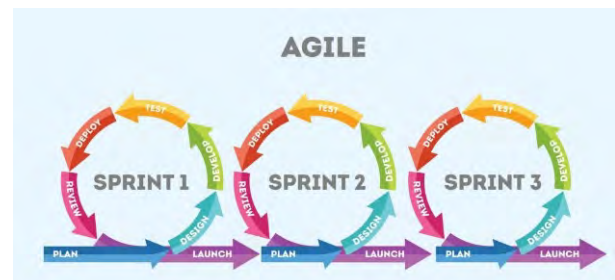 AGILE
SPRINT 1
PLAN
DESIGN
DEVELOP
TEST
DEPLOY
REVIEW
LAUNCH
SPRINT 2
PLAN
DESIGN
DEVELOP
TEST
DEPLOY
REVIEW
LAUNCH
SPRINT 3
PLAN
DESIGN
DEVELOP
TEST
DEPLOY
REVIEW
LAUNCH